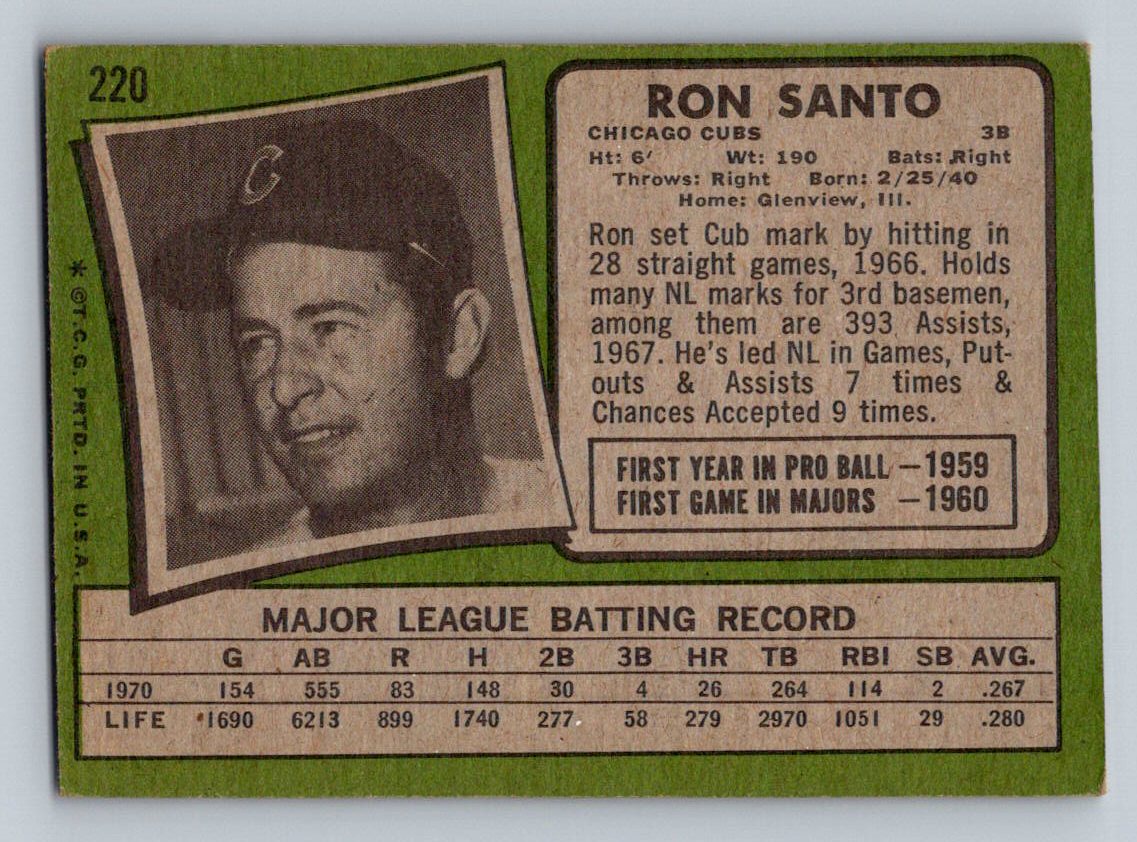 220
C
RON SANTO
CHICAGO CUBS 3B
Ht: 6' Wt: 190 Bats: Right
Throws: Right Born: 2/25/40
Home: Glenview, Ill.
Ron set Cub mark by hitting in
28 straight games, 1966. Holds
many NL marks for 3rd basemen,
among them are 393 Assists,
1967. He's led NL in Games, Put-
outs & Assists 7 times &
Chances Accepted 9 times.
FIRST YEAR IN PRO BALL —1959
FIRST GAME IN MAJORS —1960
* ©T.C.G. PRTD. IN U.S.A.
MAJOR LEAGUE BATTING RECORD
G AB R H 2B 3B HR TB RBI SB AVG.
1970 154 555 83 148 30 4 26 264 114 2 .267
LIFE 1690 6213 899 1740 277 58 279 2970 1051 29 .280